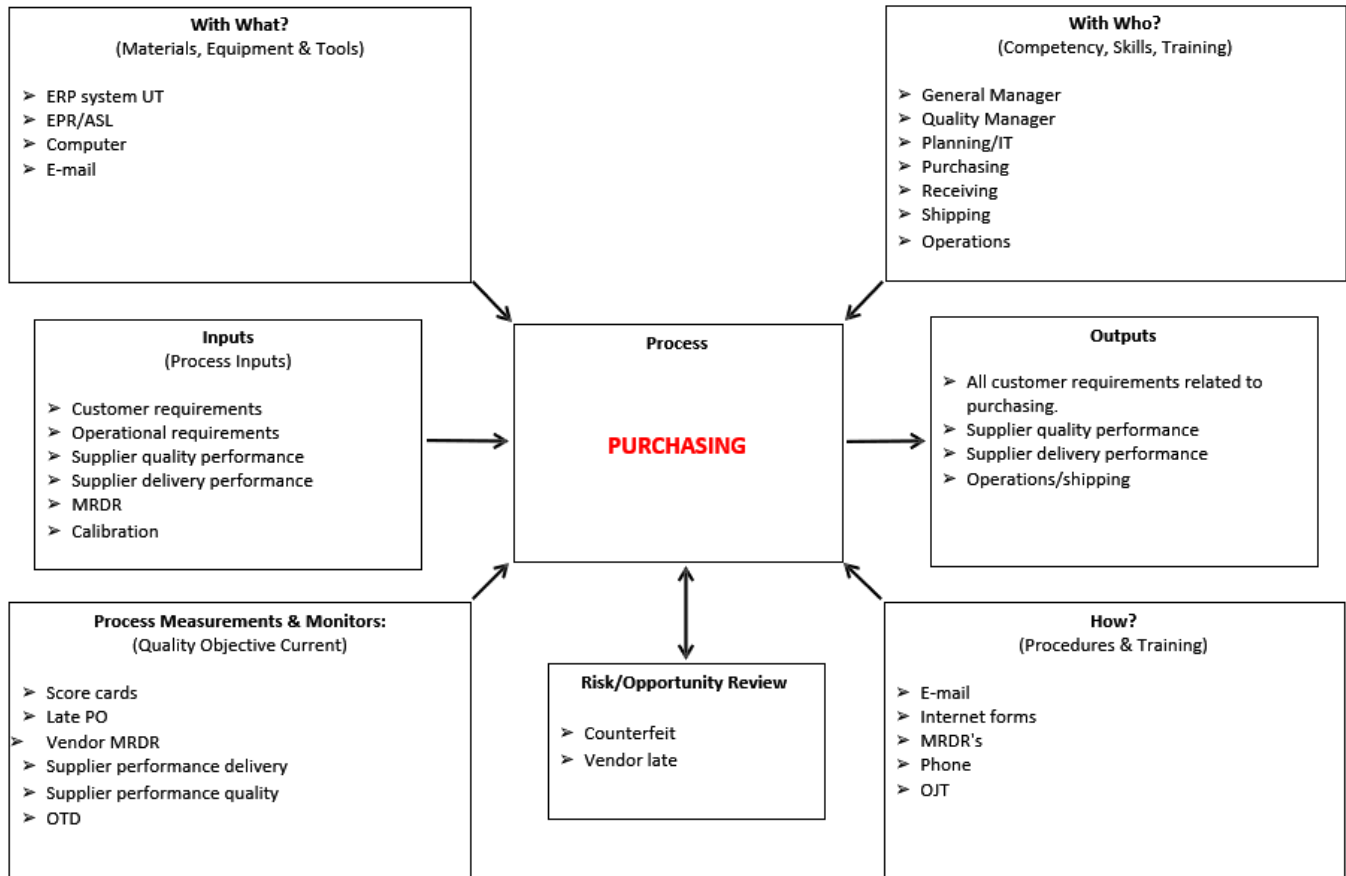 With What?
(Materials, Equipment & Tools)
➢ ERP system UT
➢ EPR/ASL
➢ Computer
➢ E-mail
With Who?
(Competency, Skills, Training)
➢ General Manager
➢ Quality Manager
➢ Planning/IT
➢ Purchasing
➢ Receiving
➢ Shipping
➢ Operations
Inputs
(Process Inputs)
➢ Customer requirements
➢ Operational requirements
➢ Supplier quality performance
➢ Supplier delivery performance
➢ MRDR
➢ Calibration
Process
PURCHASING
Outputs
➢ All customer requirements related to
purchasing.
➢ Supplier quality performance
➢ Supplier delivery performance
➢ Operations/shipping
Process Measurements & Monitors:
(Quality Objective Current)
➢ Score cards
➢ Late PO
➢ Vendor MRDR
➢ Supplier performance delivery
➢ Supplier performance quality
➢ OTD
Risk/Opportunity Review
➢ Counterfeit
➢ Vendor late
How?
(Procedures & Training)
➢ E-mail
➢ Internet forms
➢ MRDR's
➢ Phone
➢ OJT